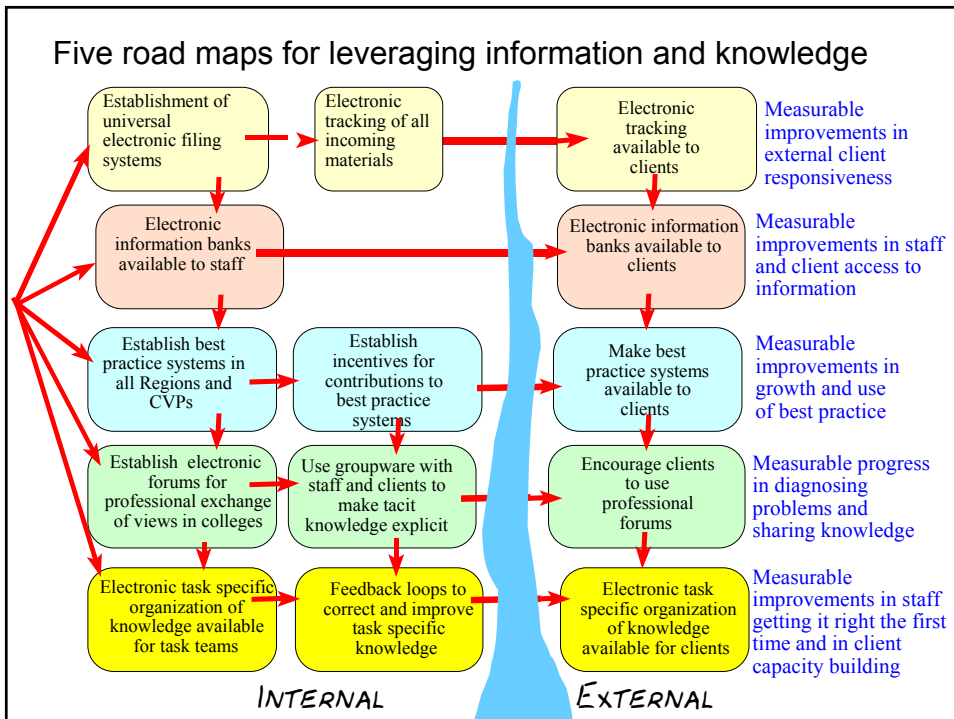 Five road maps for leveraging information and knowledge
Establishment of
universal
electronic filing
systems
Electronic
tracking of all
incoming
materials
Electronic
tracking
available to
clients
Measurable
improvements in
external client
responsiveness
Electronic
information banks
available to staff
Electronic information
banks available to
clients
Measurable
improvements in staff
and client access to
information
Establish best
practice systems in
all Regions and
CVPs
Establish
incentives for
contributions to
best practice
systems
Make best
practice systems
available to
clients
Measurable
improvements in
growth and use
of best practice
Establish electronic
forums for
professional exchange
of views in colleges
Use groupware with
staff and clients to
make tacit
knowledge explicit
Encourage clients
to use
professional
forums
Measurable progress
in diagnosing
problems and
sharing knowledge
Electronic task specific
organization of
knowledge available
for task teams
Feedback loops to
correct and improve
task specific
knowledge
Electronic task
specific organization
of knowledge
available for clients
Measurable
improvements in staff
getting it right the first
time and in client
capacity building
INTERNAL
EXTERNAL